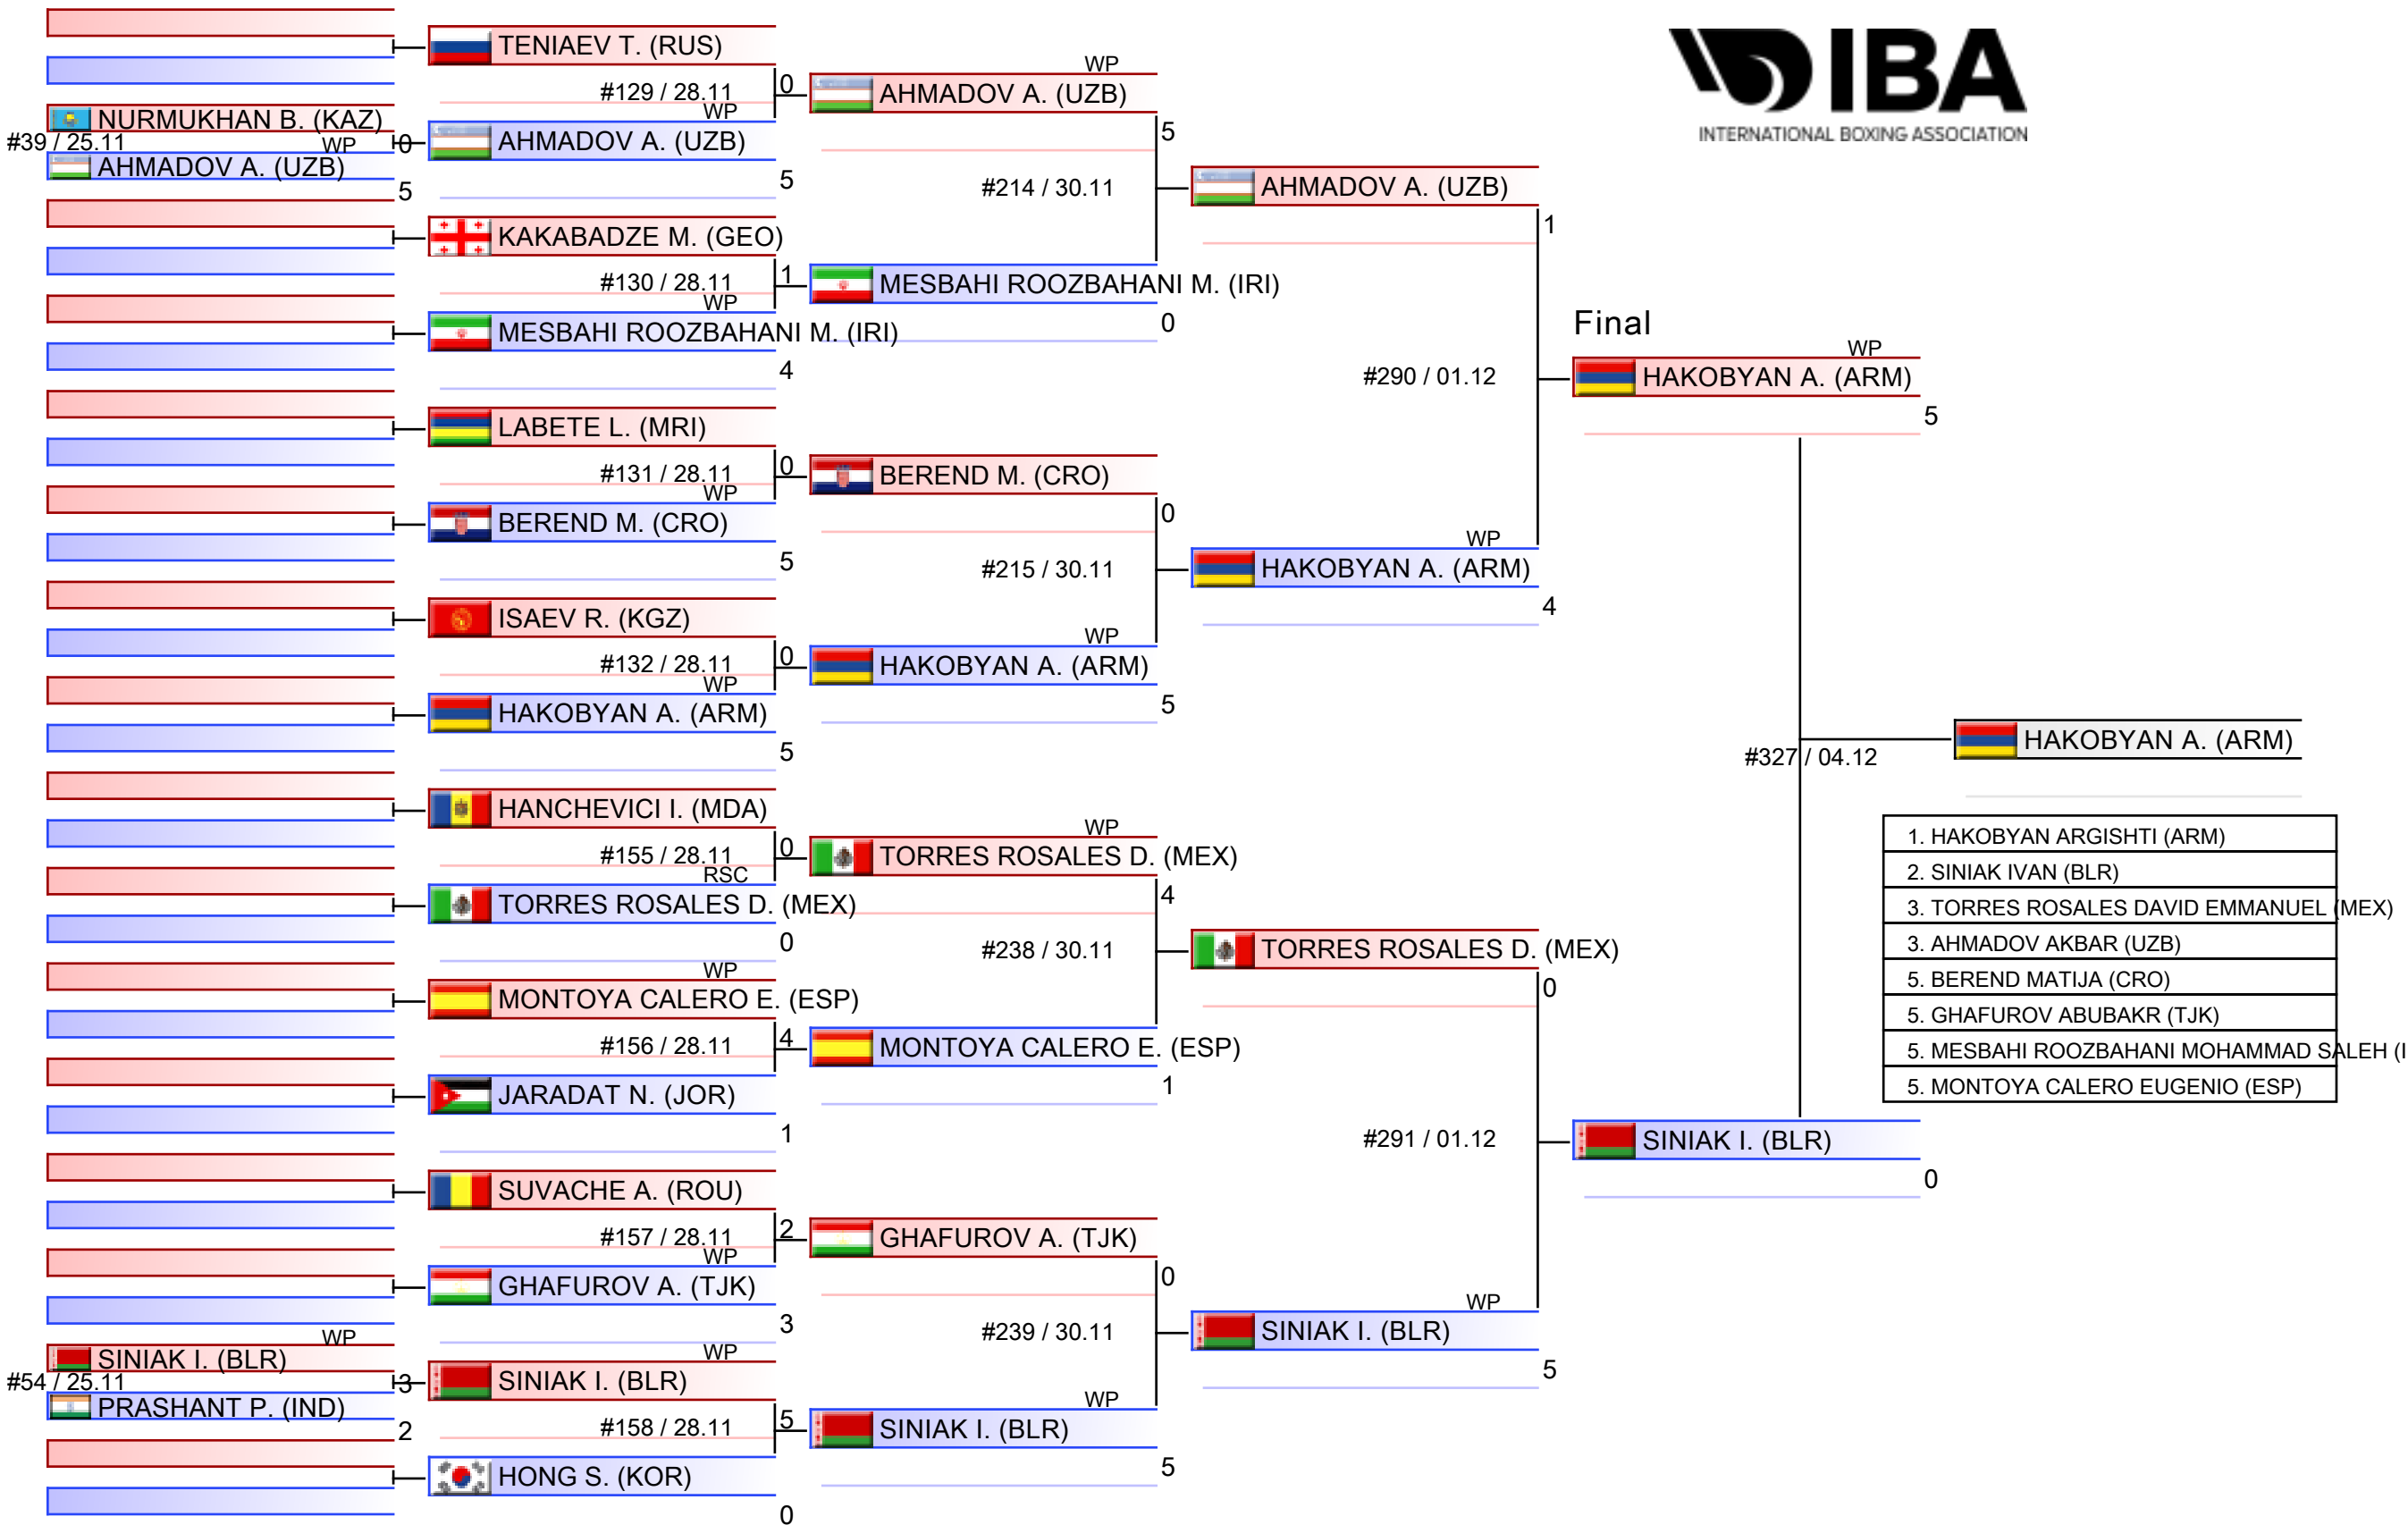 IBA
INTERNATIONAL BOXING ASSOCIATION
NURMUKHAN B. (KAZ)
#39 / 25.11
WP
0
AHMADOV A. (UZB)
5
WP
SINIAK I. (BLR)
#54 / 25.11
3
PRASHANT P. (IND)
2
TENIAEV T. (RUS)
#129 / 28.11
0
WP
AHMADOV A. (UZB)
5
KAKABADZE M. (GEO)
#130 / 28.11
1
WP
MESBAHI ROOZBAHANI M. (IRI)
4
LABETE L. (MRI)
#131 / 28.11
0
WP
BEREND M. (CRO)
5
ISAEV R. (KGZ)
#132 / 28.11
0
WP
HAKOBYAN A. (ARM)
5
HANCHEVICI I. (MDA)
#155 / 28.11
0
RSC
TORRES ROSALES D. (MEX)
0
WP
MONTOYA CALERO E. (ESP)
#156 / 28.11
4
JARADAT N. (JOR)
1
SUVACHE A. (ROU)
#157 / 28.11
2
WP
GHAFUROV A. (TJK)
3
WP
SINIAK I. (BLR)
#158 / 28.11
5
HONG S. (KOR)
0
WP
AHMADOV A. (UZB)
5
#214 / 30.11
MESBAHI ROOZBAHANI M. (IRI)
0
BEREND M. (CRO)
0
#215 / 30.11
WP
HAKOBYAN A. (ARM)
5
WP
TORRES ROSALES D. (MEX)
4
#238 / 30.11
MONTOYA CALERO E. (ESP)
1
GHAFUROV A. (TJK)
0
#239 / 30.11
WP
SINIAK I. (BLR)
5
AHMADOV A. (UZB)
1
#290 / 01.12
WP
HAKOBYAN A. (ARM)
4
TORRES ROSALES D. (MEX)
0
#291 / 01.12
WP
SINIAK I. (BLR)
5
Final
WP
HAKOBYAN A. (ARM)
5
#327 / 04.12
SINIAK I. (BLR)
0
HAKOBYAN A. (ARM)
1. HAKOBYAN ARGISHTI (ARM)
2. SINIAK IVAN (BLR)
3. TORRES ROSALES DAVID EMMANUEL (MEX)
3. AHMADOV AKBAR (UZB)
5. BEREND MATIJA (CRO)
5. GHAFUROV ABUBAKR (TJK)
5. MESBAHI ROOZBAHANI MOHAMMAD SALEH (I
5. MONTOYA CALERO EUGENIO (ESP)